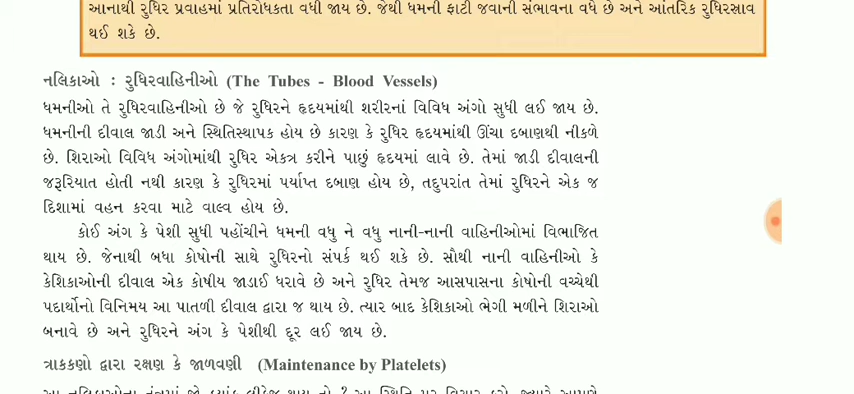 આનાથી રુધિર પ્રવાહમાં પ્રતિરોધકતા વધી જાય છે. જેથી ધમની ફાટી જવાની સંભાવના વધે છે અને આંતરિક રુધિરસ્રાવ
થઈ શકે છે.
નલિકાઓ : રુધિરવાહિનીઓ (The Tubes - Blood Vessels)
ધમનીઓ તે રુધિરવાહિનીઓ છે જે રુધિરને હૃદયમાંથી શરીરનાં વિવિધ અંગો સુધી લઈ જાય છે.
ધમનીની દીવાલ જાડી અને સ્થિતિસ્થાપક હોય છે કારણ કે રુધિર હૃદયમાંથી ઊંચા દબાણથી નીકળે
છે. શિરાઓ વિવિધ અંગોમાંથી રુધિર એકત્ર કરીને પાછું હૃદયમાં લાવે છે. તેમાં જાડી દીવાલની
જરૂરિયાત હોતી નથી કારણ કે રુધિરમાં પર્યાપ્ત દબાણ હોય છે, તદુપરાંત તેમાં રુધિરને એક જ
દિશામાં વહન કરવા માટે વાલ્વ હોય છે.
કોઈ અંગ કે પેશી સુધી પહોંચીને ધમની વધુ ને વધુ નાની-નાની વાહિનીઓમાં વિભાજિત
થાય છે. જેનાથી બધા કોષોની સાથે રુધિરનો સંપર્ક થઈ શકે છે. સૌથી નાની વાહિનીઓ કે
કેશિકાઓની દીવાલ એક કોષીય જાડાઈ ધરાવે છે અને રુધિર તેમજ આસપાસના કોષોની વચ્ચેથી
પદાર્થોનો વિનિમય આ પાતળી દીવાલ દ્વારા જ થાય છે. ત્યાર બાદ કેશિકાઓ ભેગી મળીને શિરાઓ
બનાવે છે અને રુધિરને અંગ કે પેશીથી દૂર લઈ જાય છે.
ત્રાકકણો દ્વારા રક્ષણ કે જાળવણી (Maintenance by Platelets)